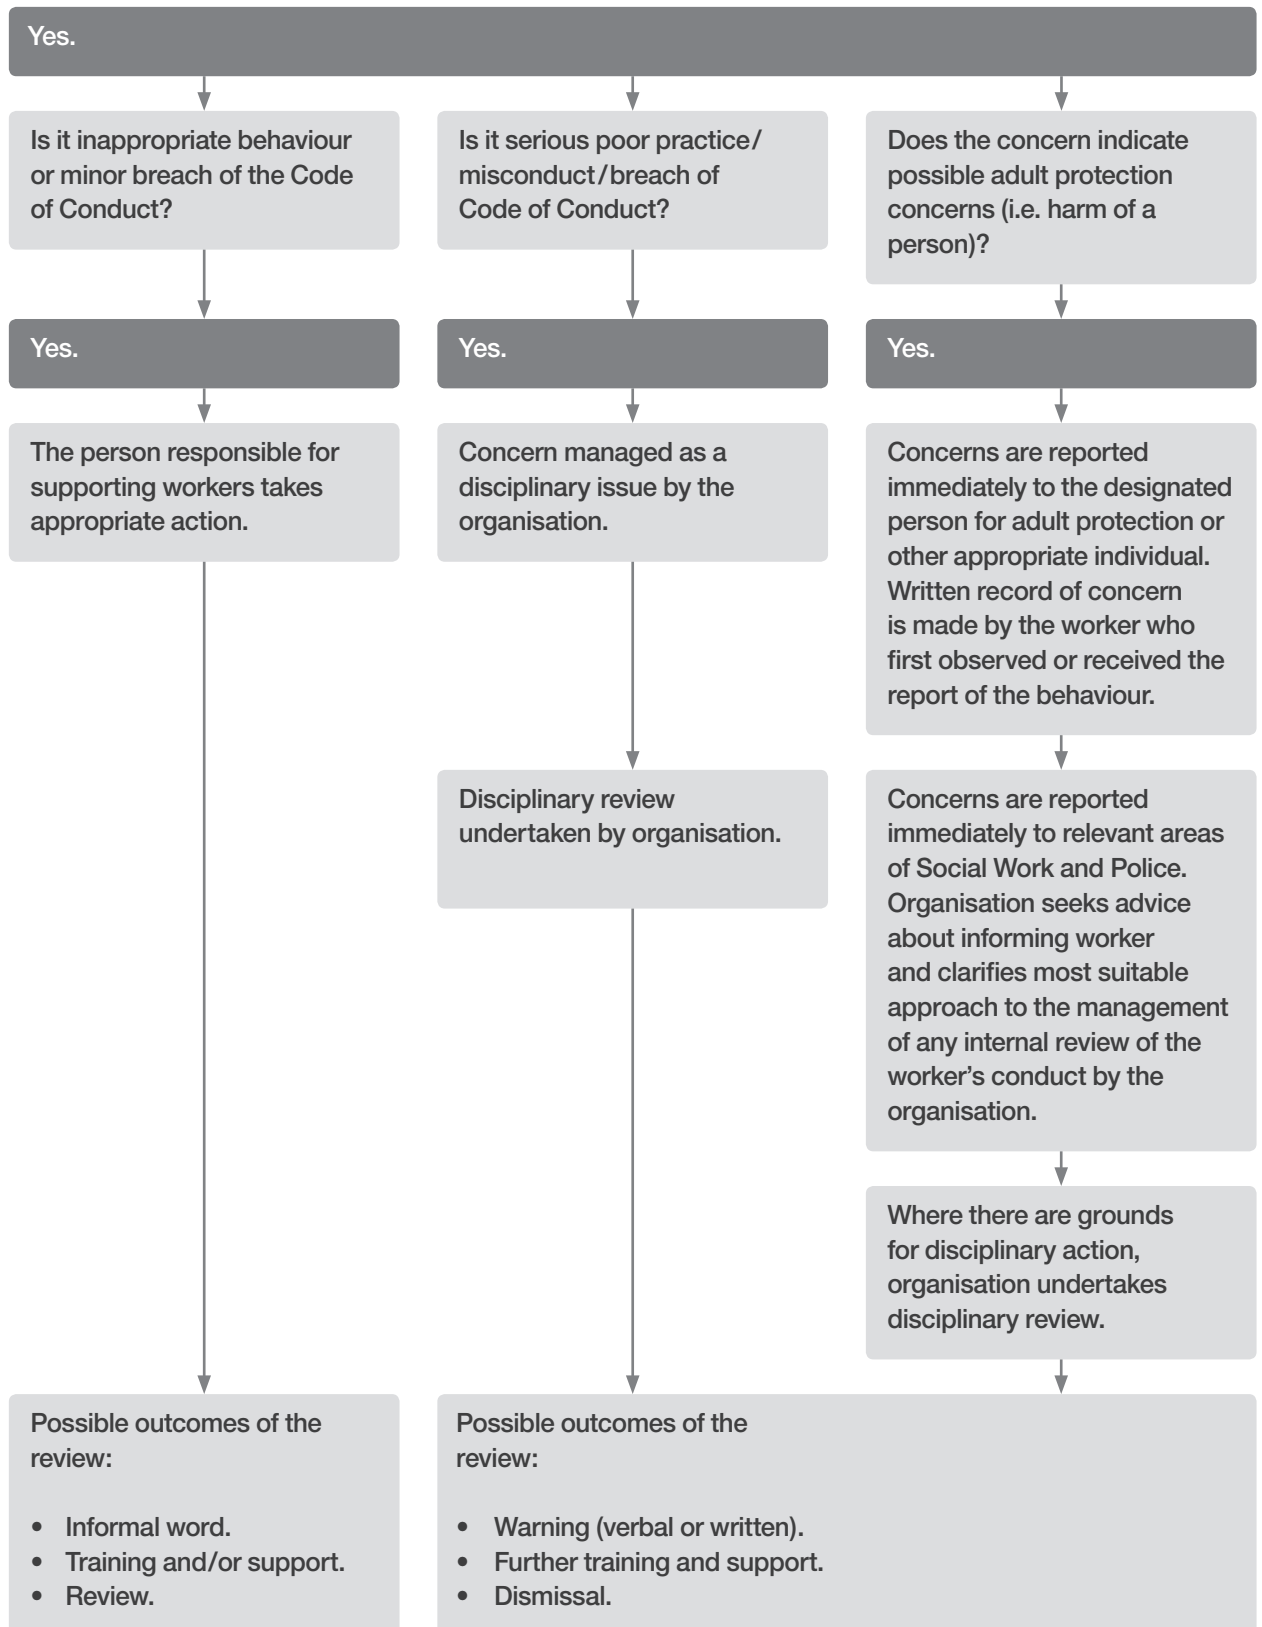 Yes.
Is it inappropriate behaviour
or minor breach of the Code
of Conduct?
Is it serious poor practice/
misconduct/breach of
Code of Conduct?
Does the concern indicate
possible adult protection
concerns (i.e. harm of a
person)?
Yes.
Yes.
Yes.
The person responsible for
supporting workers takes
appropriate action.
Concern managed as a
disciplinary issue by the
organisation.
Concerns are reported
immediately to the designated
person for adult protection or
other appropriate individual.
Written record of concern
is made by the worker who
first observed or received the
report of the behaviour.
Disciplinary review
undertaken by organisation.
Concerns are reported
immediately to relevant areas
of Social Work and Police.
Organisation seeks advice
about informing worker
and clarifies most suitable
approach to the management
of any internal review of the
worker's conduct by the
organisation.
Where there are grounds
for disciplinary action,
organisation undertakes
disciplinary review.
Possible outcomes of the
review:
• Informal word.
• Training and/or support.
• Review.
Possible outcomes of the
review:
• Warning (verbal or written).
• Further training and support.
• Dismissal.